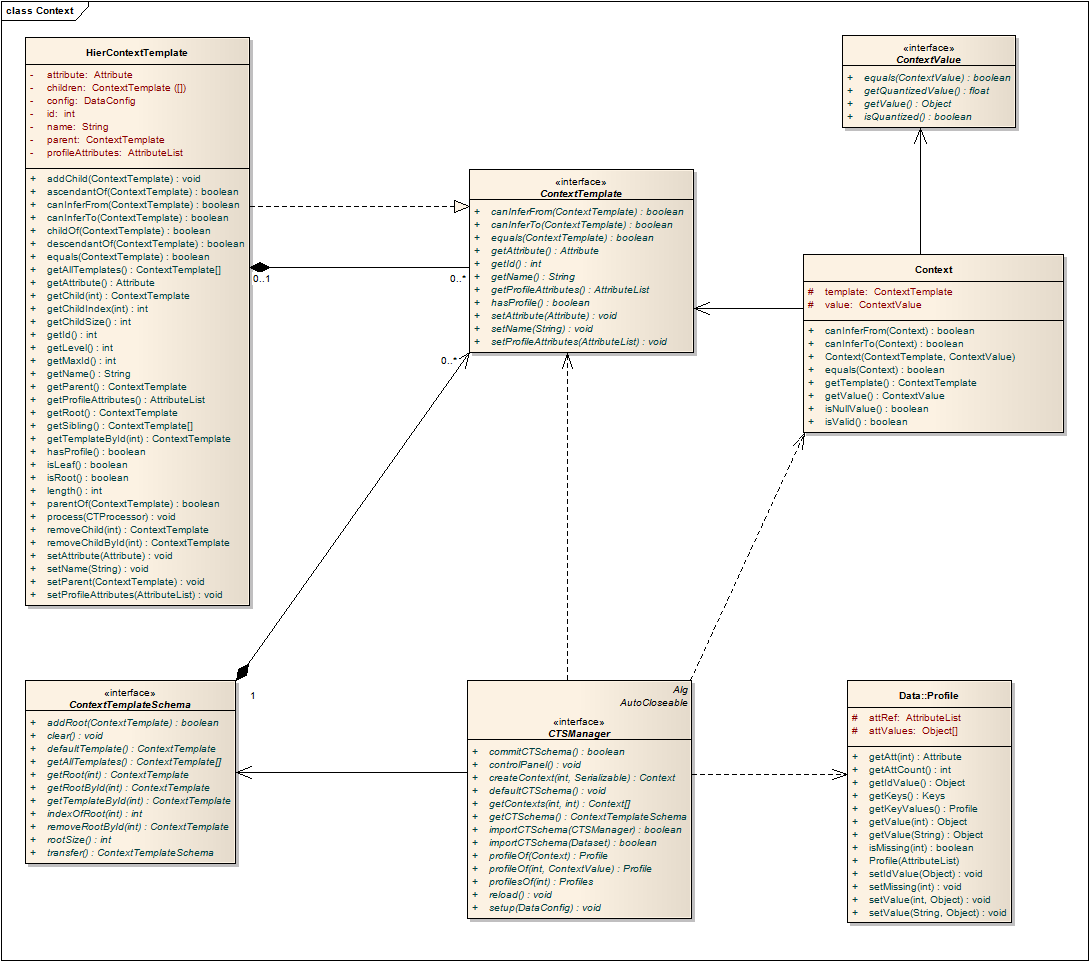 class Context
HierContextTemplate
- attribute: Attribute
- children: ContextTemplate ([])
- config: DataConfig
- id: int
- name: String
- parent: ContextTemplate
- profileAttributes: AttributeList
+ addChild(ContextTemplate) : void
+ ascendantOf(ContextTemplate) : boolean
+ canInferFrom(ContextTemplate) : boolean
+ canInferTo(ContextTemplate) : boolean
+ childOf(ContextTemplate) : boolean
+ descendantOf(ContextTemplate) : boolean
+ equals(ContextTemplate) : boolean
+ getAllTemplates() : ContextTemplate[]
+ getAttribute() : Attribute
+ getChild(int) : ContextTemplate
+ getChildIndex(int) : int
+ getChildSize() : int
+ getId() : int
+ getLevel() : int
+ getMaxId() : int
+ getName() : String
+ getParent() : ContextTemplate
+ getProfileAttributes() : AttributeList
+ getRoot() : ContextTemplate
+ getSibling() : ContextTemplate[]
+ getTemplateById(int) : ContextTemplate
+ hasProfile() : boolean
+ isLeaf() : boolean
+ isRoot() : boolean
+ length() : int
+ parentOf(ContextTemplate) : boolean
+ process(CTProcessor) : void
+ removeChild(int) : ContextTemplate
+ removeChildById(int) : ContextTemplate
+ setAttribute(Attribute) : void
+ setName(String) : void
+ setParent(ContextTemplate) : void
+ setProfileAttributes(AttributeList) : void
0..1
0..*
«interface»
ContextTemplate
+ canInferFrom(ContextTemplate) : boolean
+ canInferTo(ContextTemplate) : boolean
+ equals(ContextTemplate) : boolean
+ getAttribute() : Attribute
+ getId() : int
+ getName() : String
+ getProfileAttributes() : AttributeList
+ hasProfile() : boolean
+ setAttribute(Attribute) : void
+ setName(String) : void
+ setProfileAttributes(AttributeList) : void
0..*
«interface»
ContextValue
+ equals(ContextValue) : boolean
+ getQuantizedValue() : float
+ getValue() : Object
+ isQuantized() : boolean
Context
# template: ContextTemplate
# value: ContextValue
+ canInferFrom(Context) : boolean
+ canInferTo(Context) : boolean
+ Context(ContextTemplate, ContextValue)
+ equals(Context) : boolean
+ getTemplate() : ContextTemplate
+ getValue() : ContextValue
+ isNullValue() : boolean
+ isValid() : boolean
«interface»
ContextTemplateSchema
+ addRoot(ContextTemplate) : boolean
+ clear() : void
+ defaultTemplate() : ContextTemplate
+ getAllTemplates() : ContextTemplate[]
+ getRoot(int) : ContextTemplate
+ getRootById(int) : ContextTemplate
+ getTemplateById(int) : ContextTemplate
+ indexOfRoot(int) : int
+ removeRootById(int) : ContextTemplate
+ rootSize() : int
+ transfer() : ContextTemplateSchema
1
Alg
AutoCloseable
«interface»
CTSManager
+ commitCTSchema() : boolean
+ controlPanel() : void
+ createContext(int, Serializable) : Context
+ defaultCTSchema() : void
+ getContexts(int, int) : Context[]
+ getCTSchema() : ContextTemplateSchema
+ importCTSchema(CTSManager) : boolean
+ importCTSchema(Dataset) : boolean
+ profileOf(Context) : Profile
+ profileOf(int, ContextValue) : Profile
+ profilesOf(int) : Profiles
+ reload() : void
+ setup(DataConfig) : void
Data::Profile
# attRef: AttributeList
# attValues: Object[]
+ getAtt(int) : Attribute
+ getAttCount() : int
+ getIdValue() : Object
+ getKeys() : Keys
+ getKeyValues() : Profile
+ getValue(int) : Object
+ getValue(String) : Object
+ isMissing(int) : boolean
+ Profile(AttributeList)
+ setIdValue(Object) : void
+ setMissing(int) : void
+ setValue(int, Object) : void
+ setValue(String, Object) : void